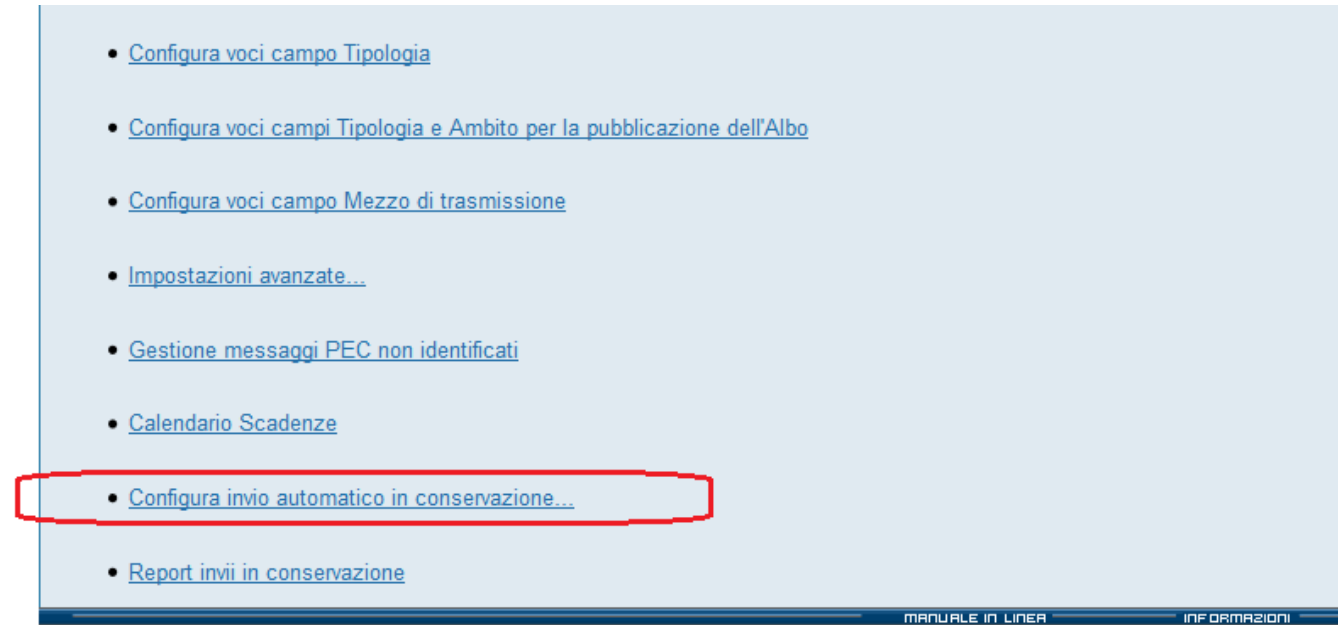 Configura voci campo Tipologia
Configura voci campi Tipologia e Ambito per la pubblicazione dell'Albo
Configura voci campo Mezzo di trasmissione
Impostazioni avanzate...
Gestione messaggi PEC non identificati
Calendario Scadenze
Configura invio automatico in conservazione...
Report invii in conservazione
MANUALE IN LINEA INFORMAZIONI